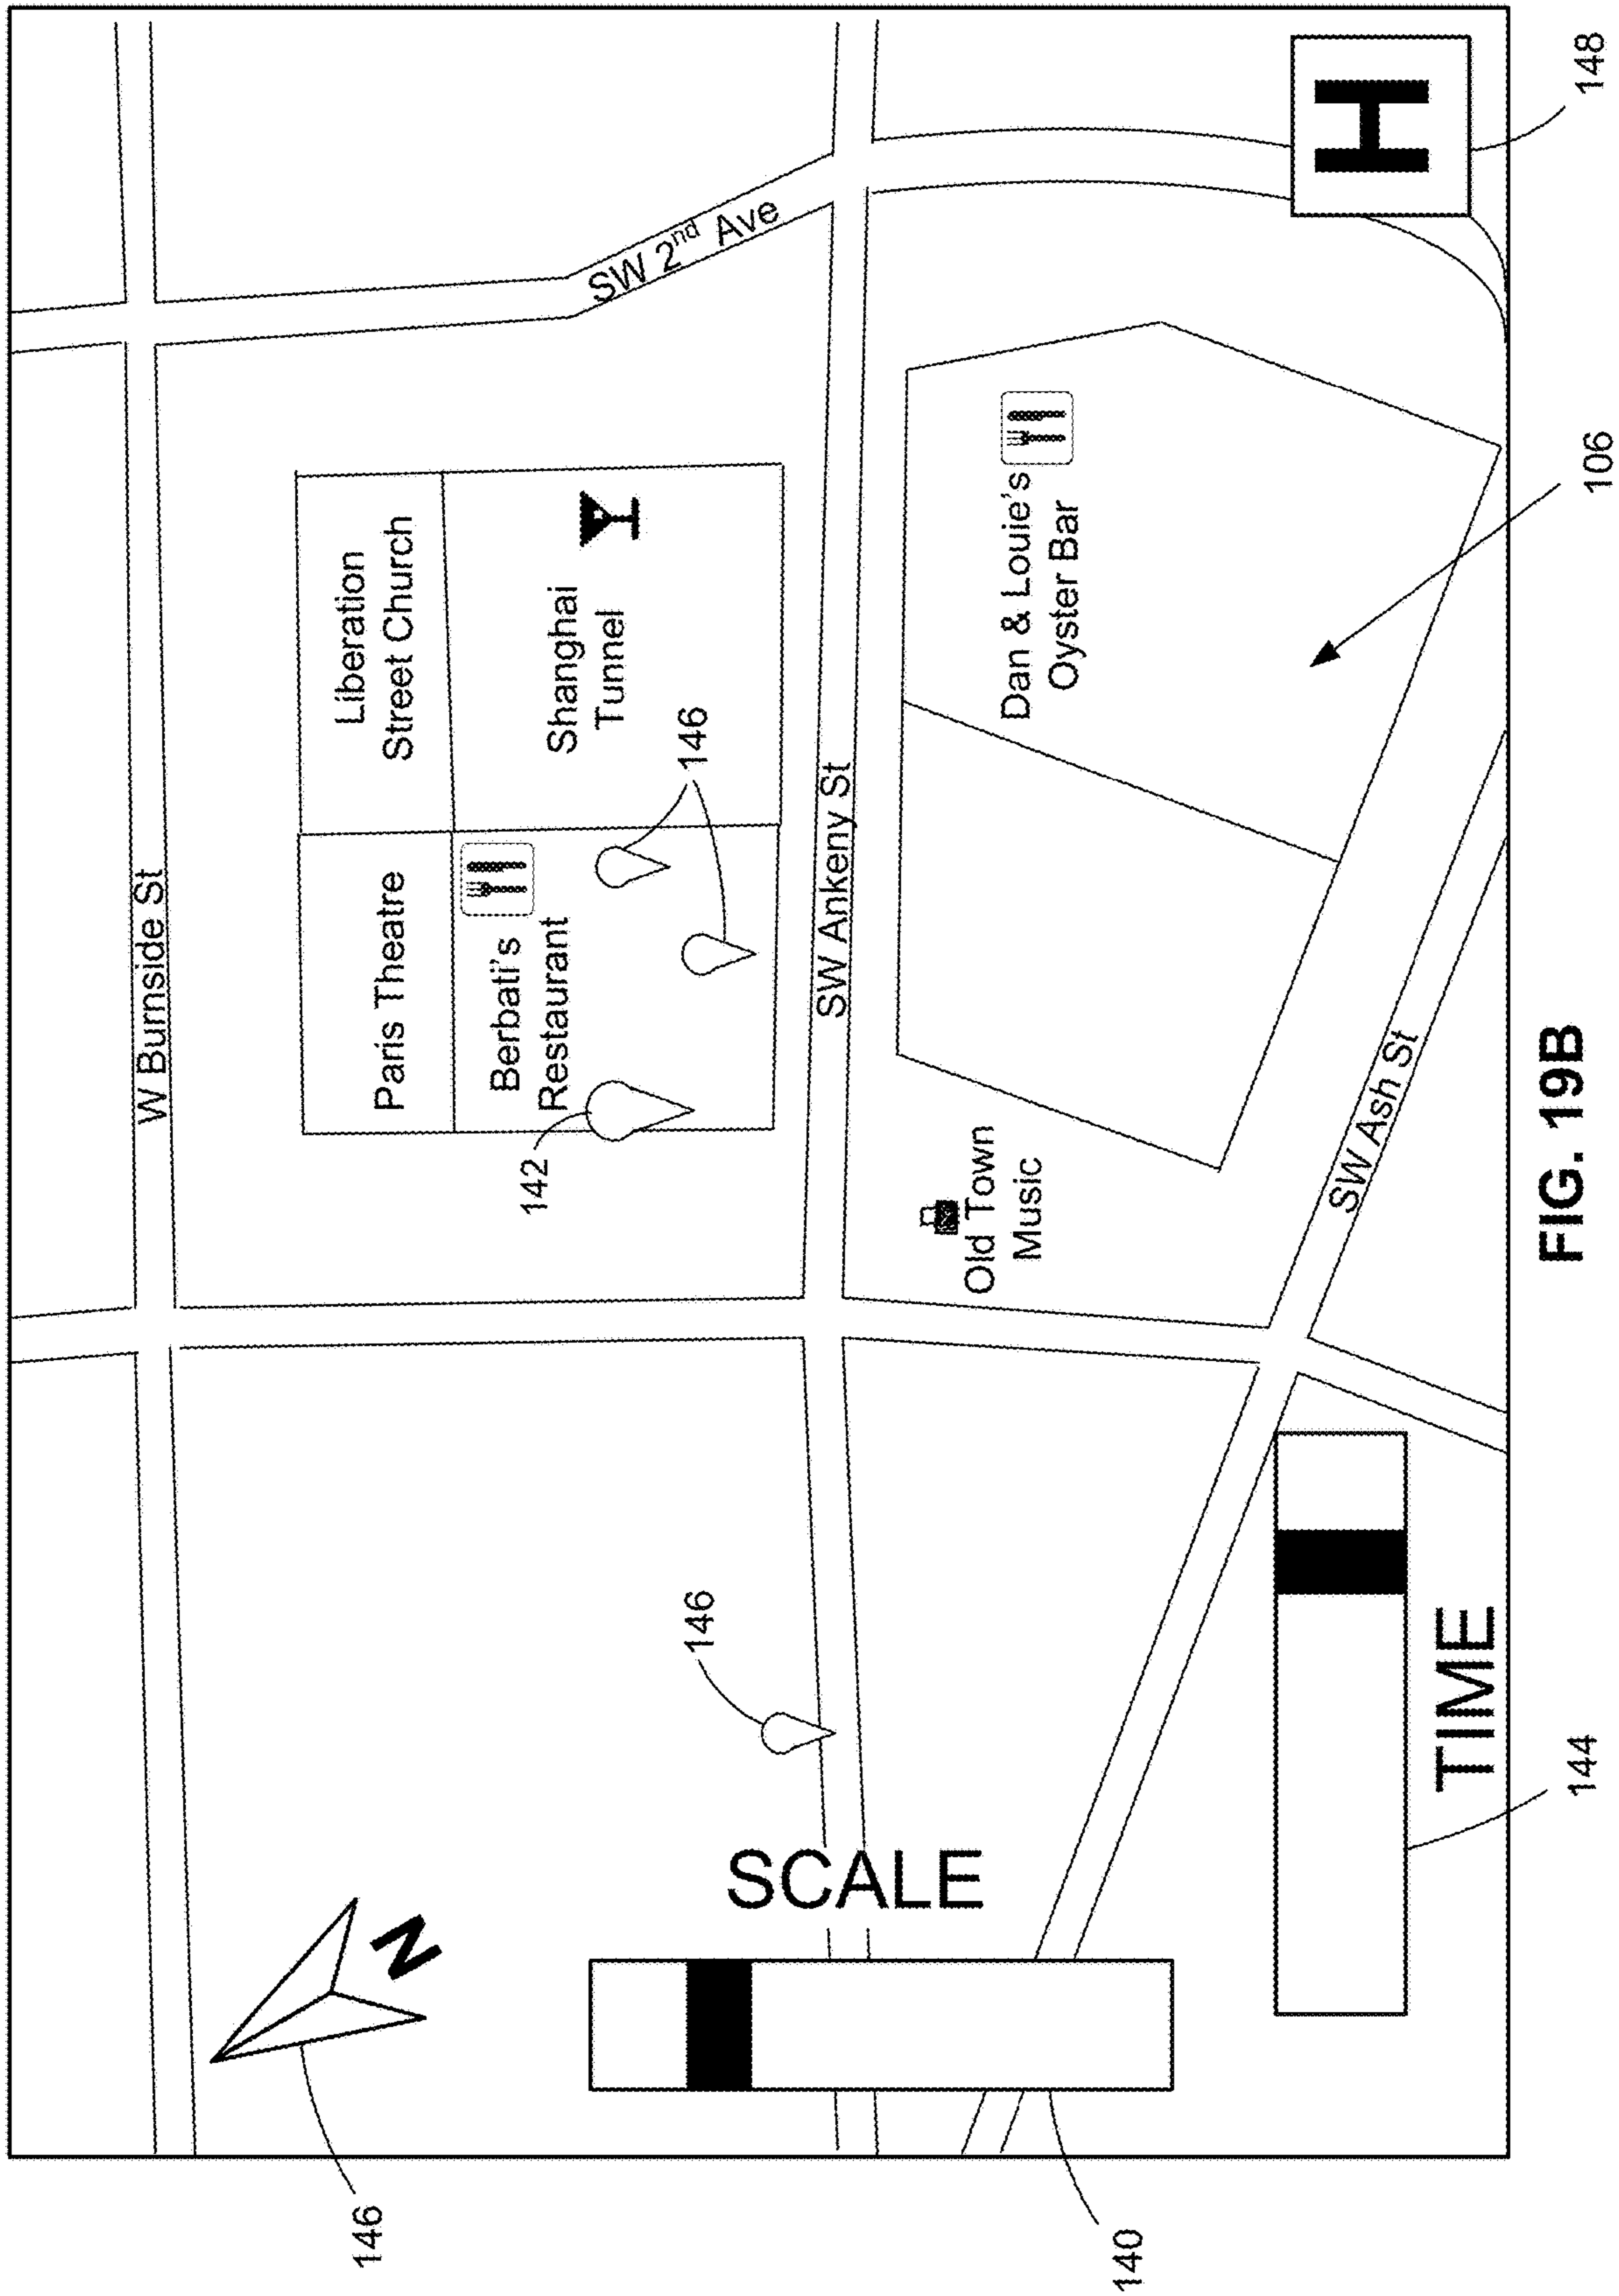 W Burnside St
Liberation
Street Church
Paris Theatre
Berbati's
Restaurant
Shanghai
Tunnel
SW 2nd Ave
142
146
146
146
SW Ankeny St
Old Town
Music
Dan & Louie's
Oyster Bar
SW Ash St
N
SCALE
TIME
H
140
144
106
148
FIG. 19B